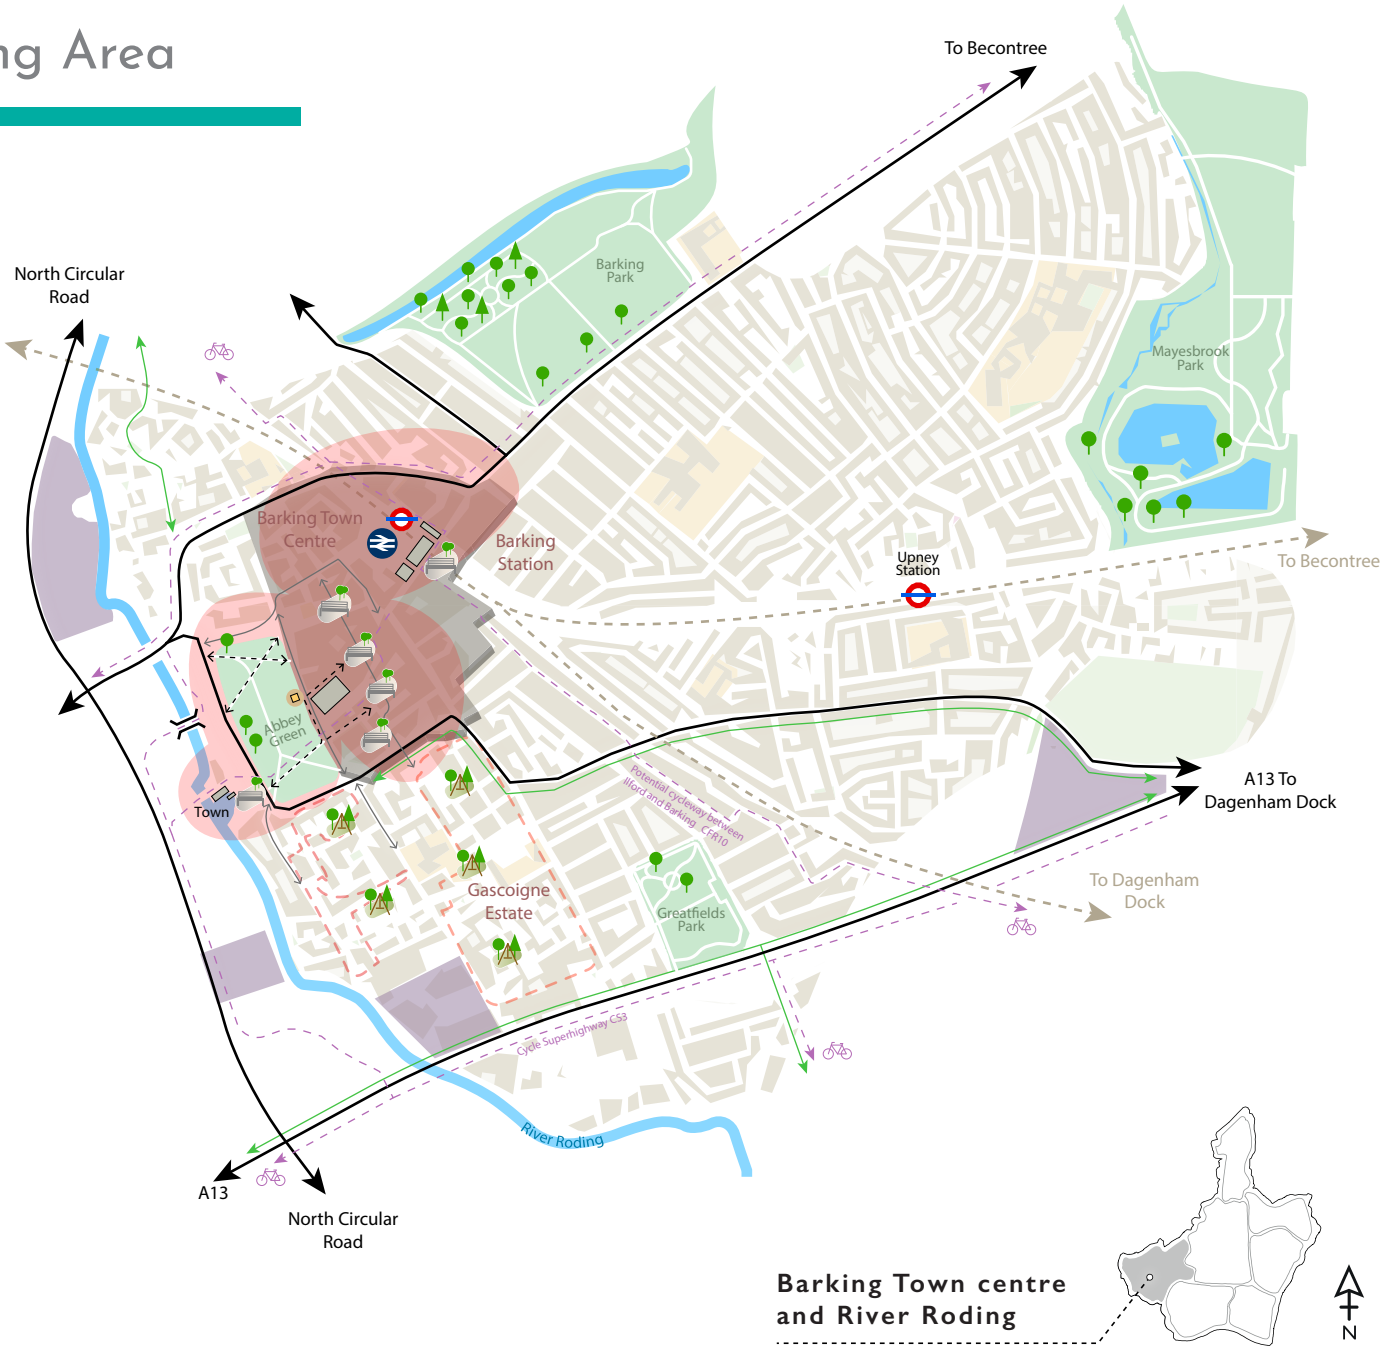 ng Area
To Becontree
North Circular
Road
Barking
Park
Mayesbrook
Park
Barking Town
Centre
Barking
Station
Upney
Station
To Becontree
Abbey
Green
Town
Potential cycleway between
Ilford and Barking CFR10
A13 To
Dagenham Dock
To Dagenham
Dock
Gascoigne
Estate
Greatfields
Park
Cycle Superhighway CS3
River Roding
A13
North Circular
Road
Barking Town centre
and River Roding
N